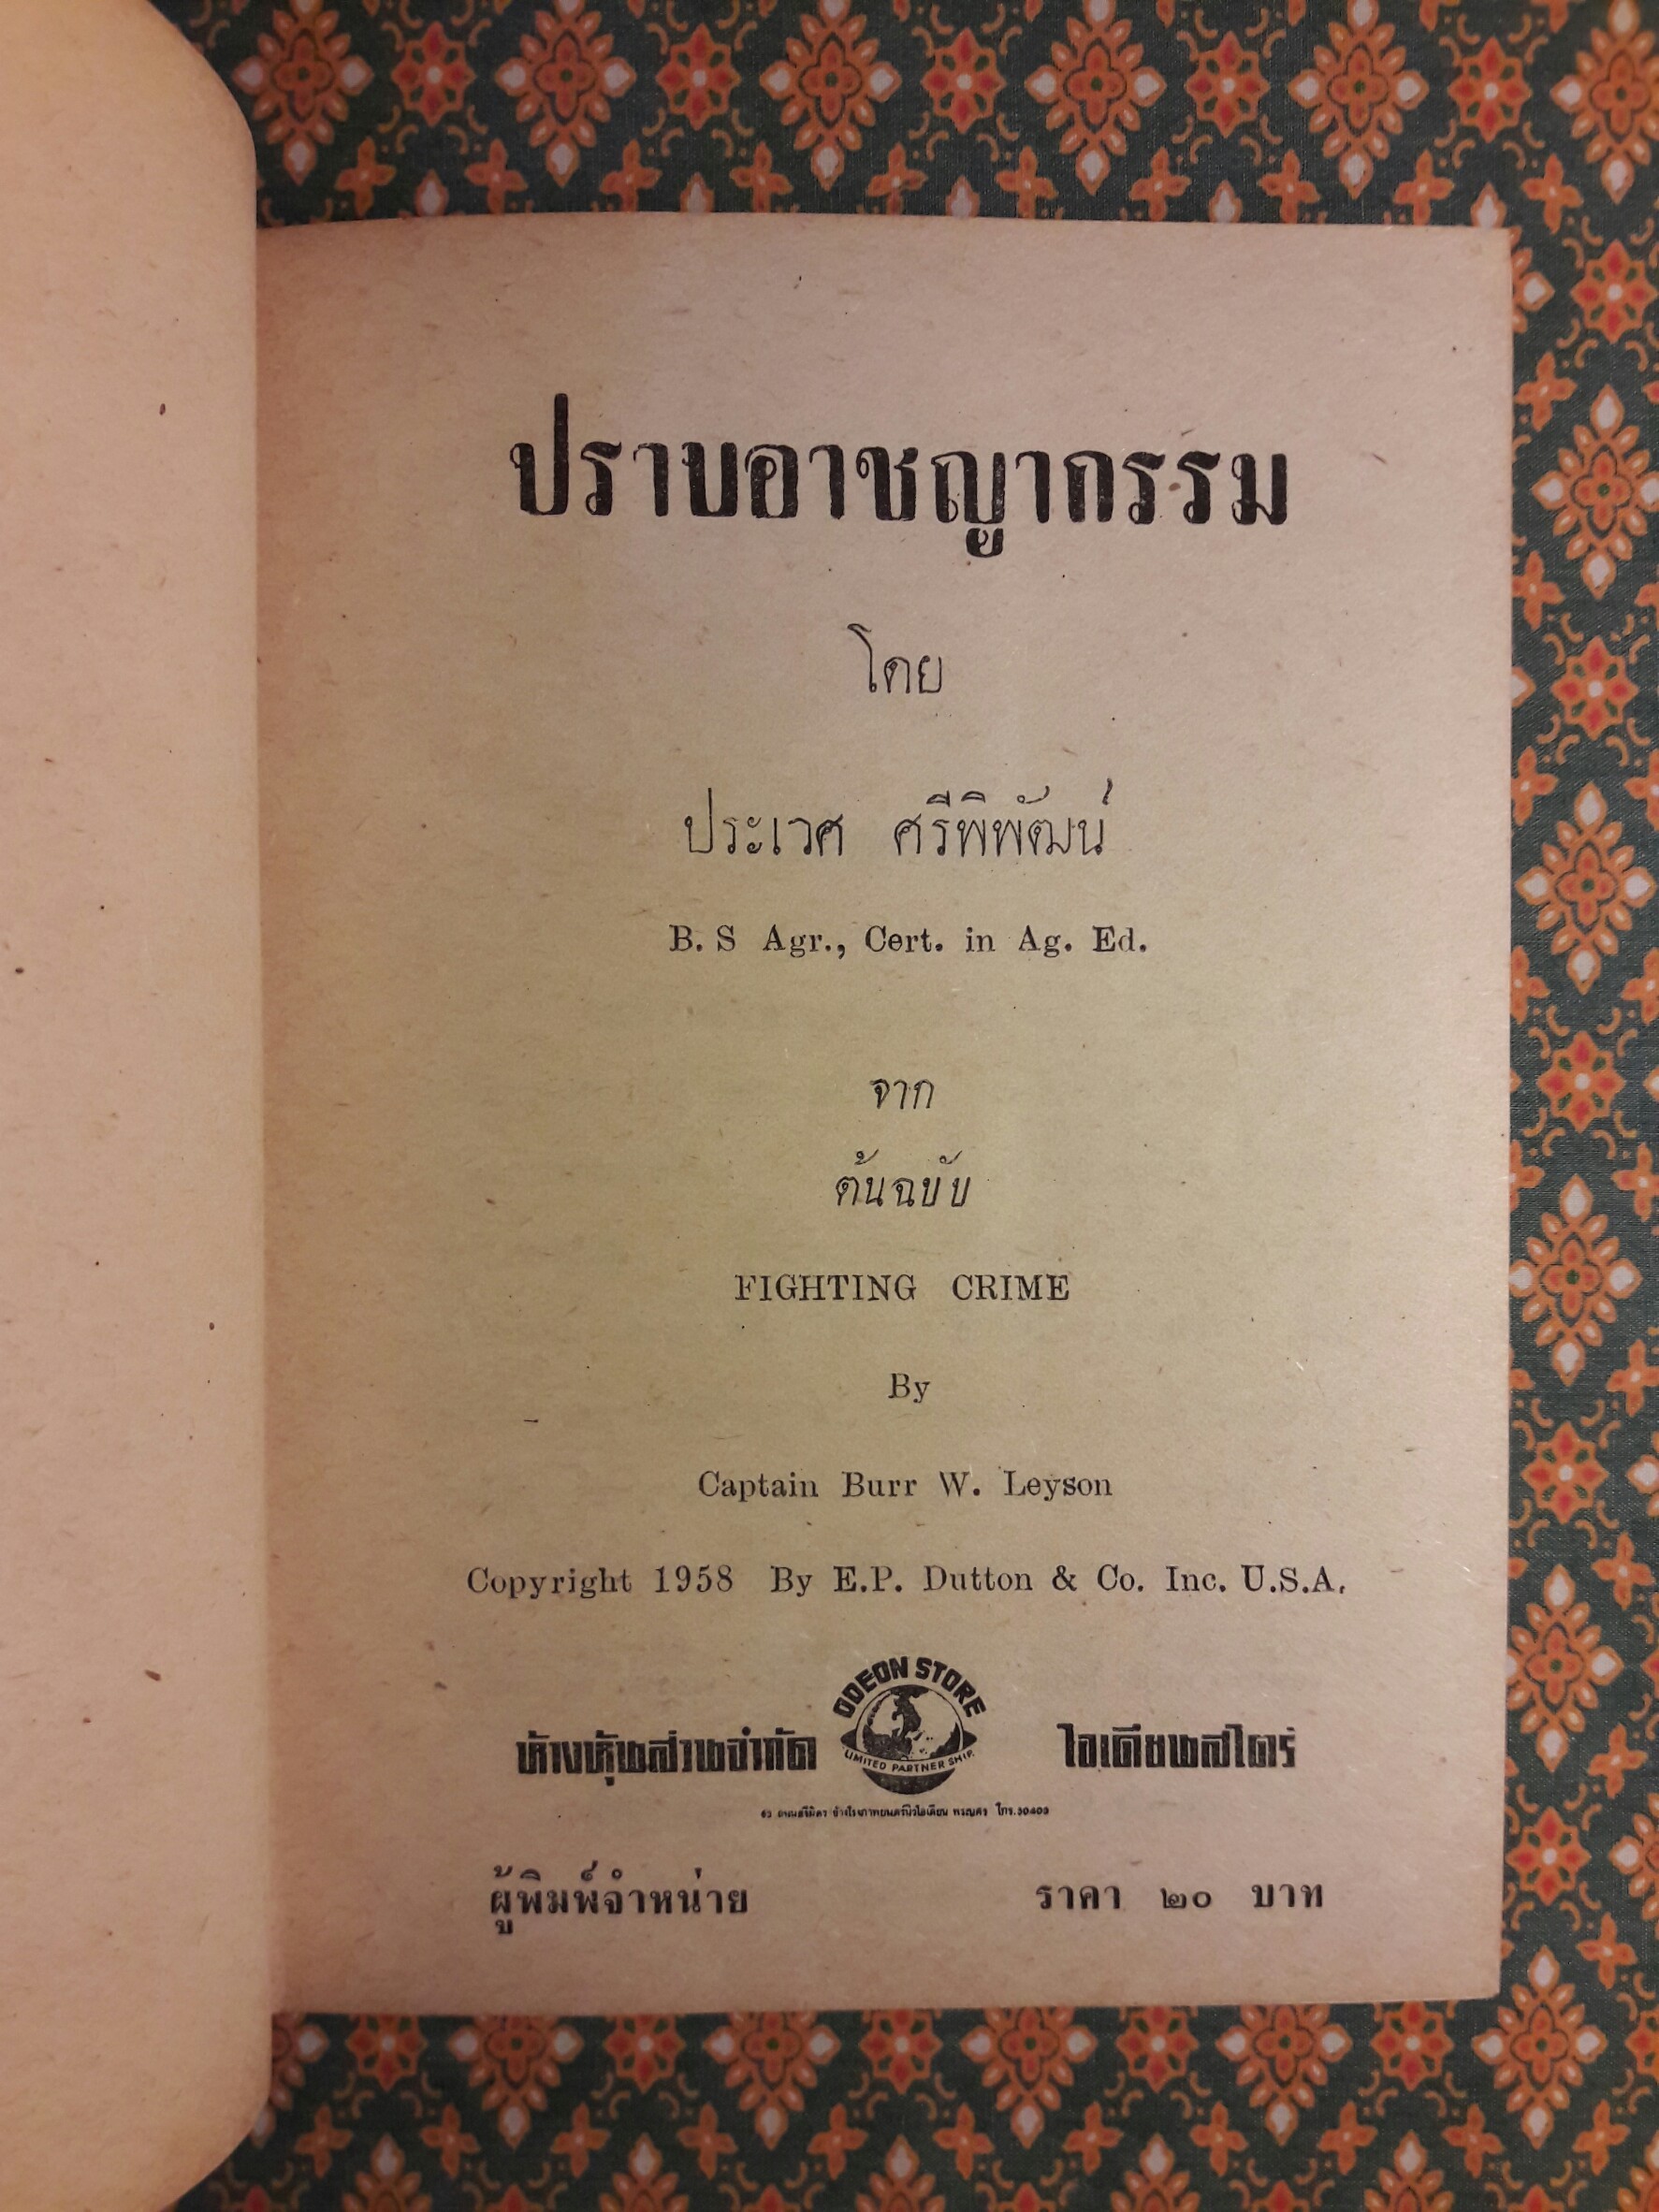 ปราบอาชญากรรม
โดย
ประเวศ ศรีพิพัฒน์
B. S Agr., Cert. in Ag. Ed.
จาก
ต้นฉบับ
FIGHTING CRIME
By
Captain Burr W. Leyson
Copyright 1958 By E.P. Dutton & Co. Inc. U.S.A.
ODEON STORE
LIMITED PARTNERSHIP.
ห้างหุ้นส่วนจำกัด โอเดียนสโตร์
ผู้พิมพ์จำหน่าย ราคา ๒๐ บาท